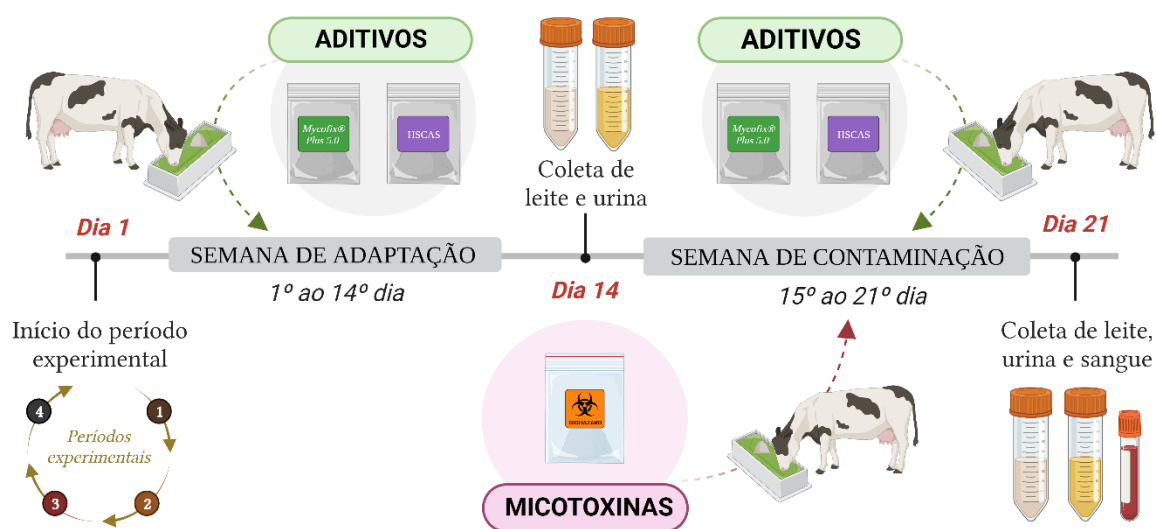 ADITIVOS
Mycofix®
Plus 5.0
HSCAS
Coleta de
leite e urina
ADITIVOS
Mycofix®
Plus 5.0
HSCAS
Dia 1
SEMANA DE ADAPTAÇÃO
1º ao 14º dia
Dia 14
SEMANA DE CONTAMINAÇÃO
15º ao 21º dia
Dia 21
Início do período
experimental
4
1
Períodos
experimentais
3
2
BIOHAZARD
MICOTOXINAS
Coleta de leite,
urina e sangue